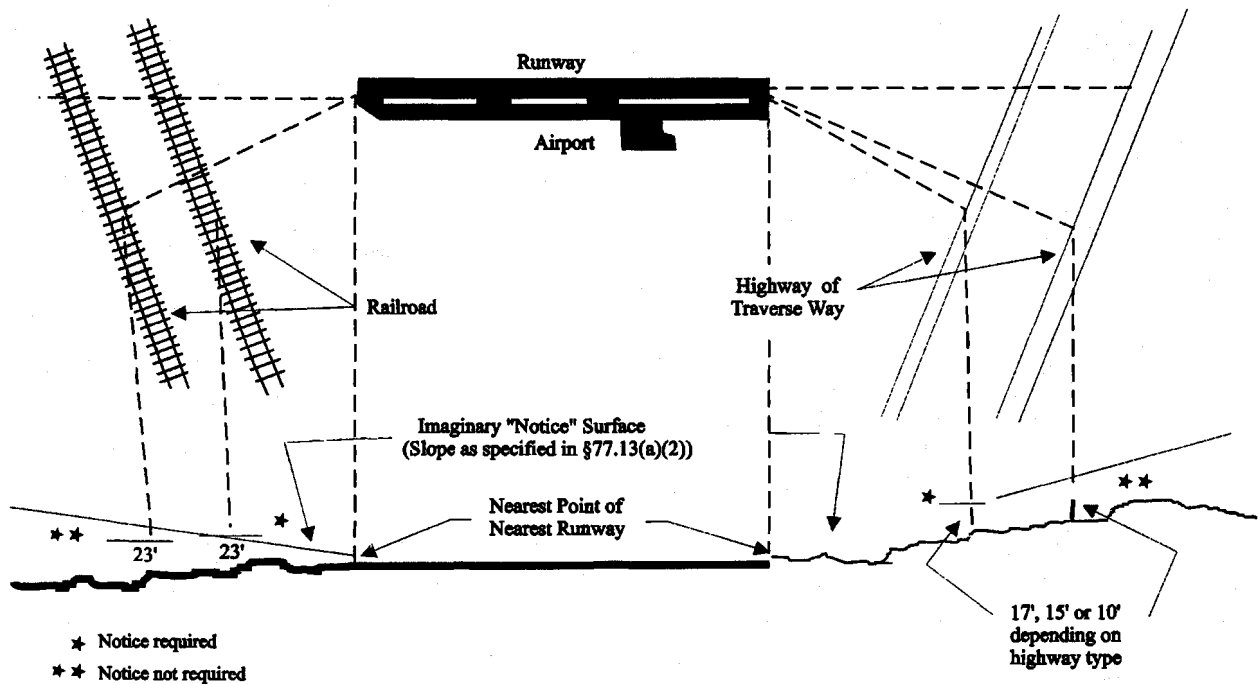 Runway
Airport
Railroad
Highway of
Traverse Way
Imaginary "Notice" Surface
(Slope as specified in §77.13(a)(2))
Nearest Point of
Nearest Runway
23'
23'
17', 15' or 10'
depending on
highway type
Notice required
Notice not required